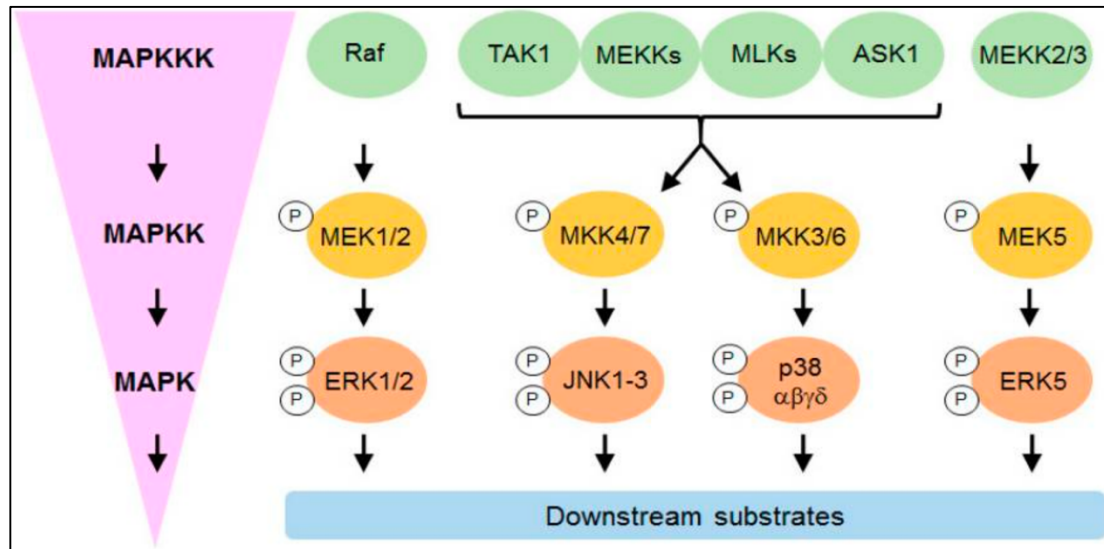 MAPKKK
Raf
TAK1
MEKKs
MLKs
ASK1
MEKK2/3
MAPKK
P
MEK1/2
P
MKK4/7
P
MKK3/6
P
MEK5
MAPK
P
P
ERK1/2
P
P
JNK1-3
P
P
p38
αβγδ
P
P
ERK5
Downstream substrates